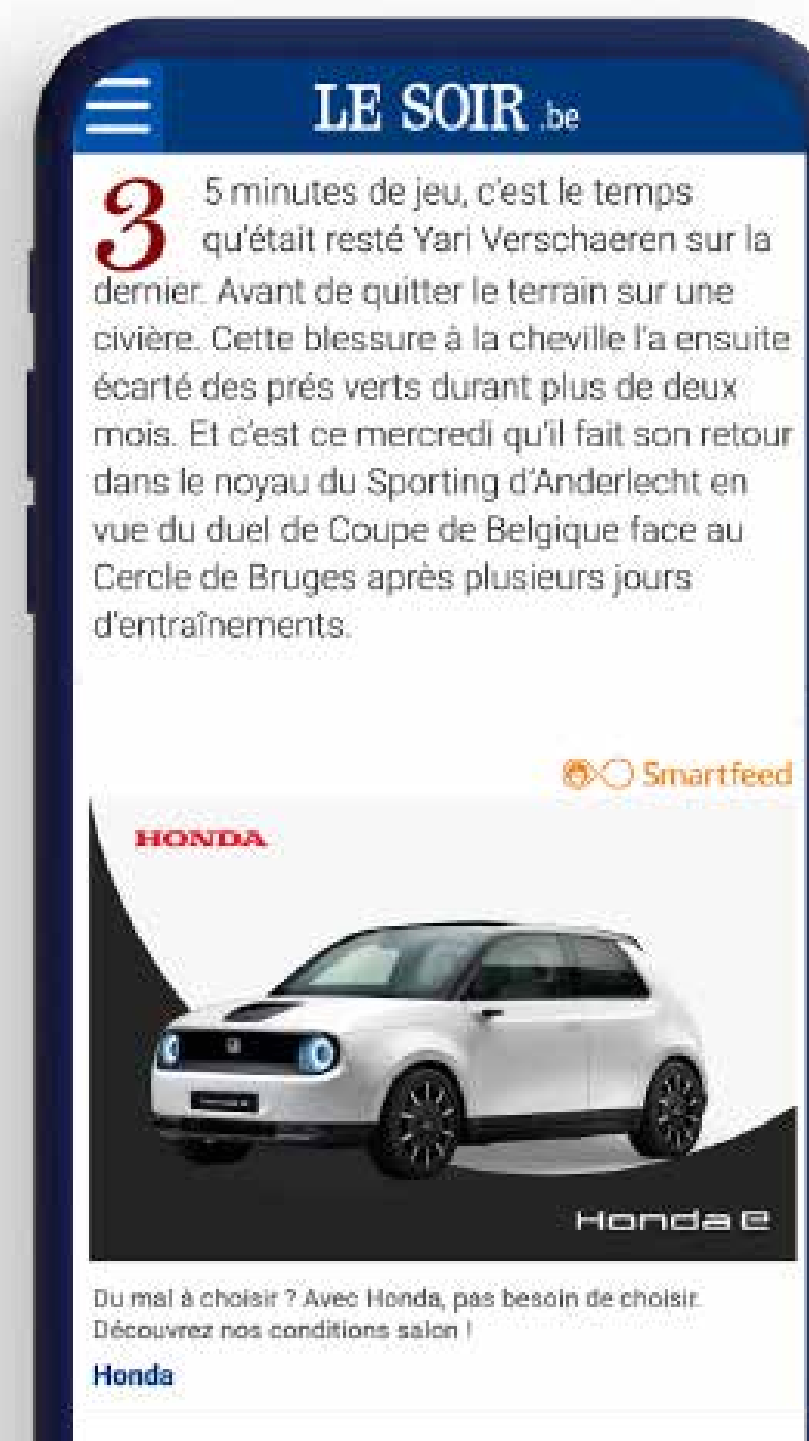 LE SOIR .be
35 minutes de jeu, c'est le temps
qu'était resté Yari Verschaeren sur la
dernier. Avant de quitter le terrain sur une
civière. Cette blessure à la cheville l'a ensuite
écarté des prés verts durant plus de deux
mois. Et c'est ce mercredi qu'il fait son retour
dans le noyau du Sporting d'Anderlecht en
vue du duel de Coupe de Belgique face au
Cercle de Bruges après plusieurs jours
d'entraînements.
Smartfeed
HONDA
Honda e
Du mal à choisir ? Avec Honda, pas besoin de choisir.
Découvrez nos conditions salon !
Honda